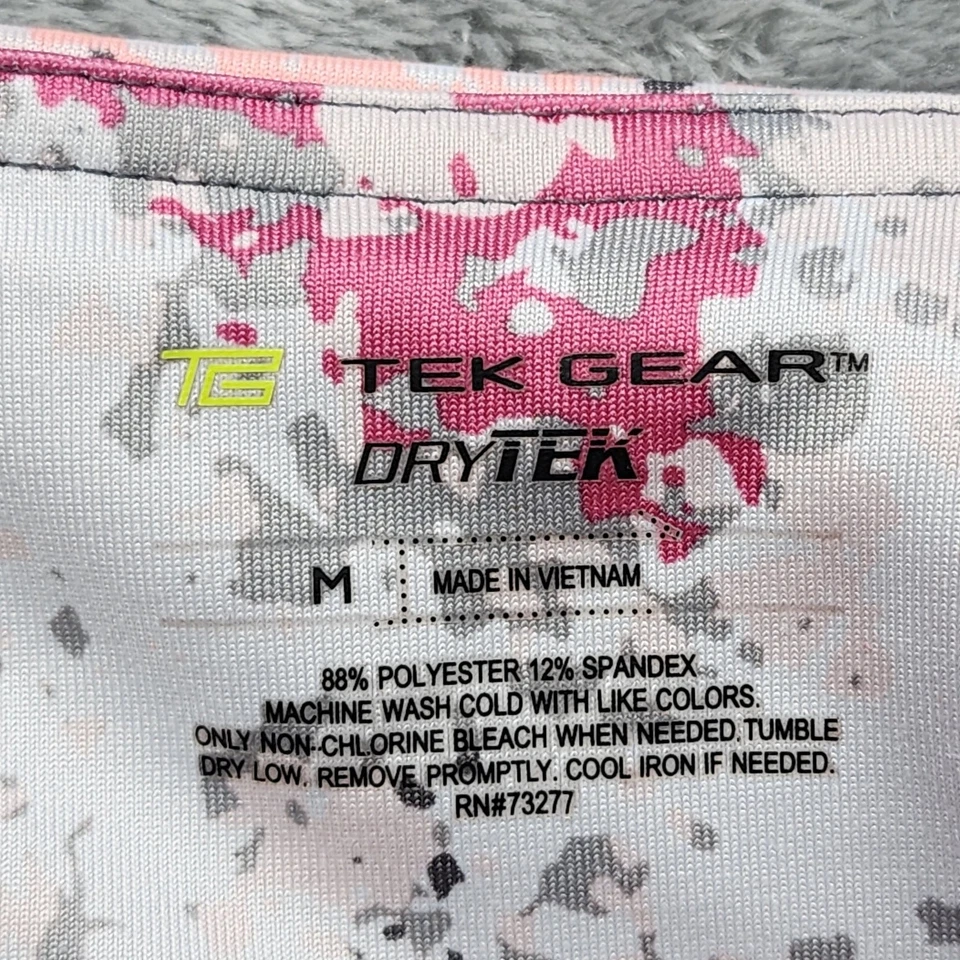 TG TEK GEAR™
DRYTEK
M MADE IN VIETNAM
88% POLYESTER 12% SPANDEX
MACHINE WASH COLD WITH LIKE COLORS.
ONLY NON-CHLORINE BLEACH WHEN NEEDED. TUMBLE
DRY LOW. REMOVE PROMPTLY. COOL IRON IF NEEDED.
RN#73277